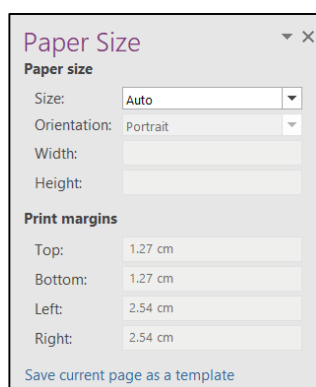 Paper Size
Paper size
Size: Auto
Orientation: Portrait
Width:
Height:
Print margins
Top: 1.27 cm
Bottom: 1.27 cm
Left: 2.54 cm
Right: 2.54 cm
Save current page as a template